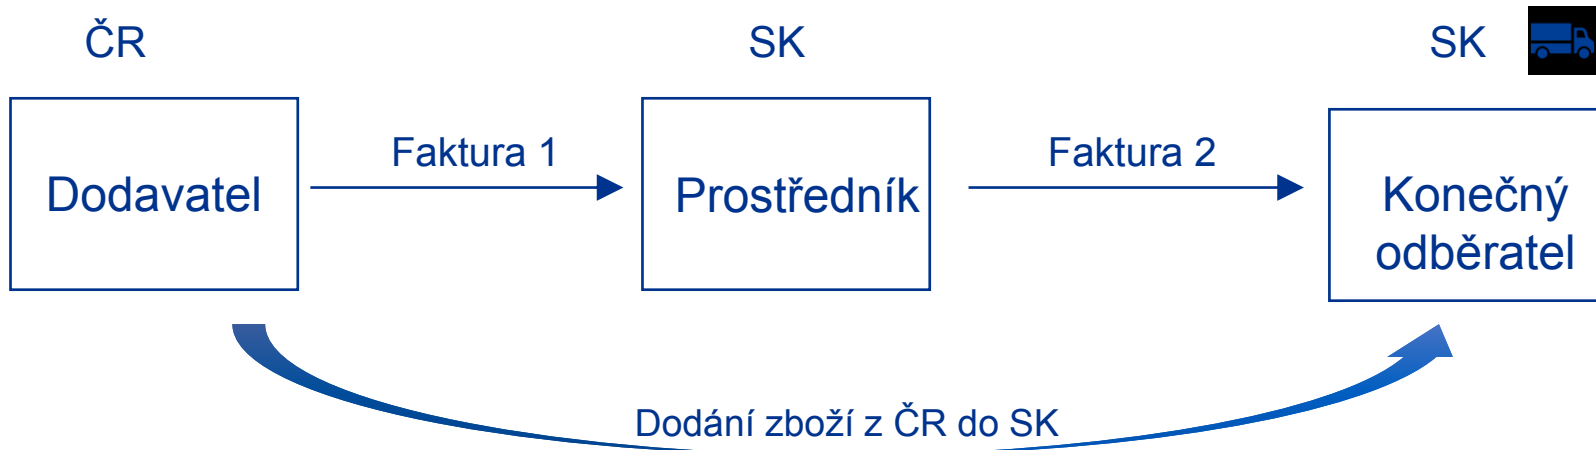 ČR
SK
SK
Faktura 1
Faktura 2
Dodavatel
Prostředník
Konečný
odběratel
Dodání zboží z ČR do SK